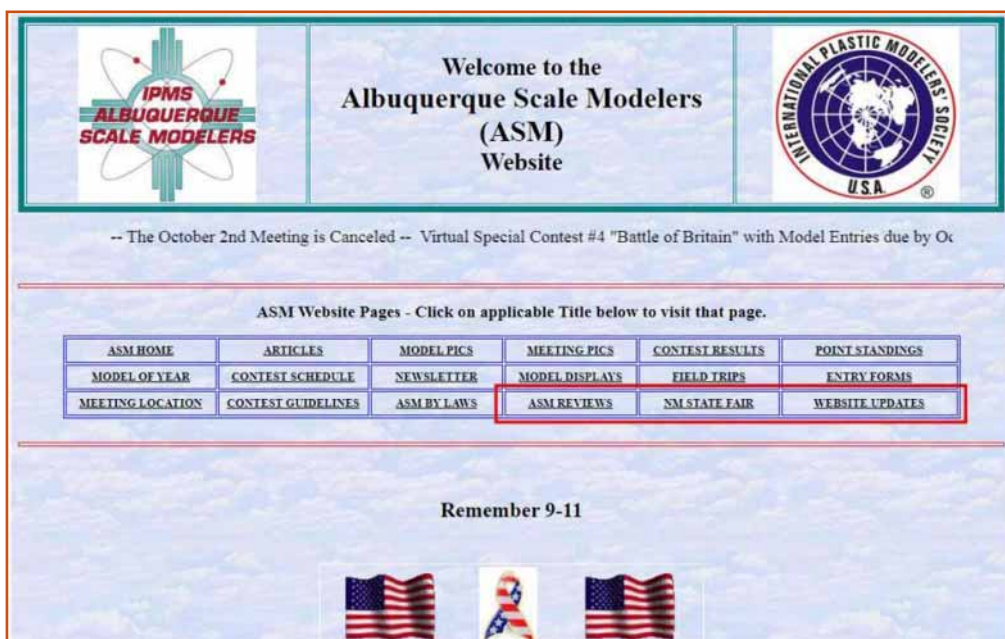 IPMS
ALBUQUERQUE
SCALE MODELERS
Welcome to the
Albuquerque Scale Modelers
(ASM)
Website
INTERNATIONAL PLASTIC MODELERS' SOCIETY
U.S.A. ®
-- The October 2nd Meeting is Canceled -- Virtual Special Contest #4 "Battle of Britain" with Model Entries due by Oc
ASM Website Pages - Click on applicable Title below to visit that page.
ASM HOME ARTICLES MODEL PICS MEETING PICS CONTEST RESULTS POINT STANDINGS
MODEL OF YEAR CONTEST SCHEDULE NEWSLETTER MODEL DISPLAYS FIELD TRIPS ENTRY FORMS
MEETING LOCATION CONTEST GUIDELINES ASM BY LAWS ASM REVIEWS NM STATE FAIR WEBSITE UPDATES
Remember 9-11